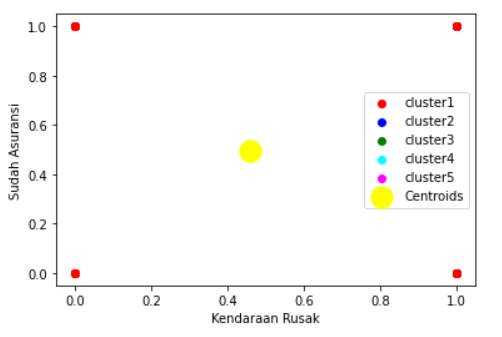 1.0
0.8
0.6
0.4
0.2
0.0
Sudah Asuransi
cluster1
cluster2
cluster3
cluster4
cluster5
Centroids
0.0 0.2 0.4 0.6 0.8 1.0
Kendaraan Rusak